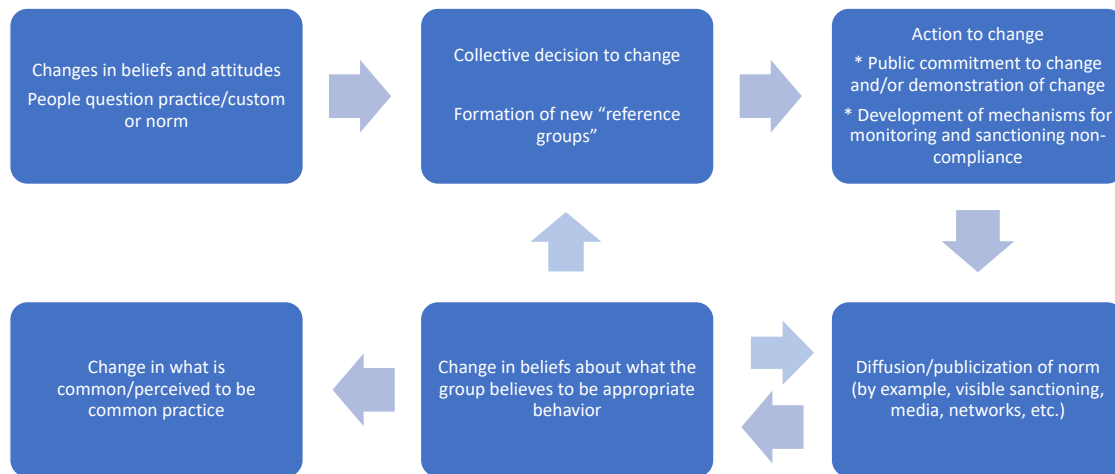 Changes in beliefs and attitudes
People question practice/custom
or norm
Collective decision to change
Formation of new “reference
groups”
Action to change
* Public commitment to change
and/or demonstration of
change
* Development of mechanisms for
monitoring and sanctioning non-
compliance
Change in what is
common/perceived to be
common practice
Change in beliefs about what the
group believes to be appropriate
behavior
Diffusion/publicization of norm
(by example, visible sanctioning,
media, networks, etc.)